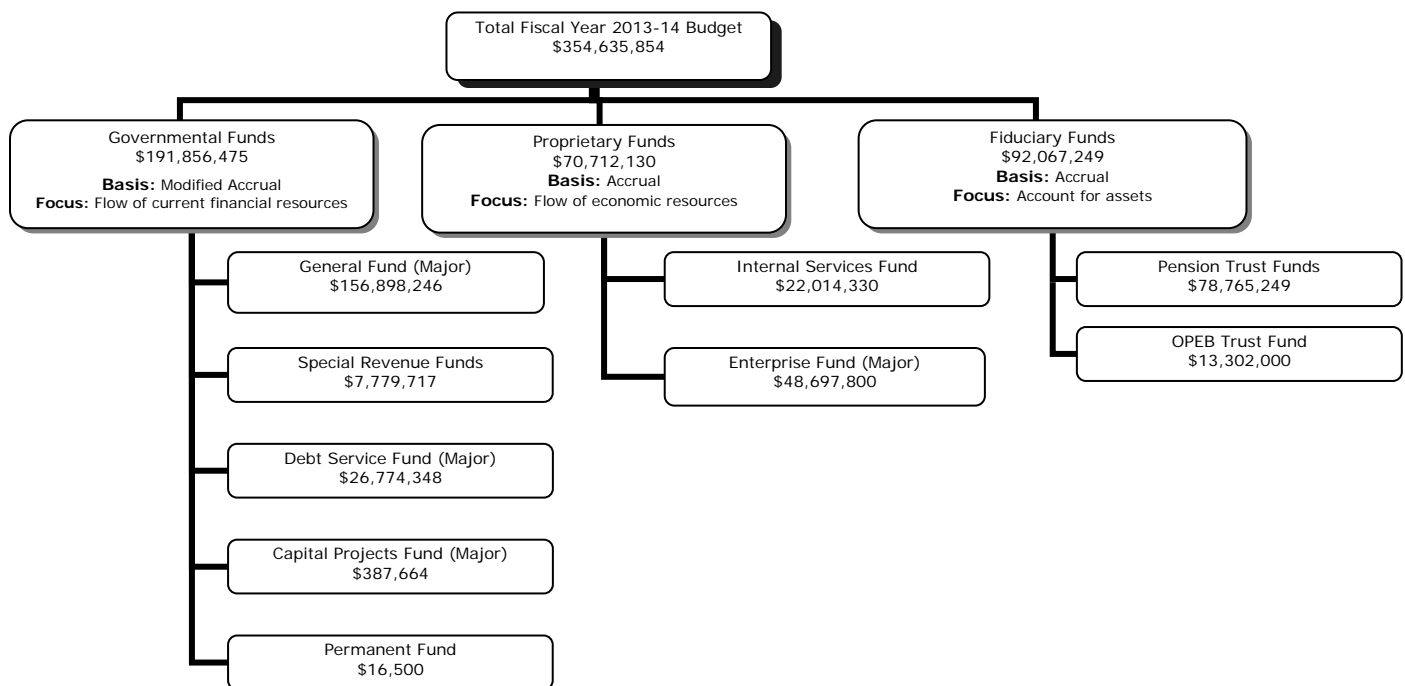 Total Fiscal Year 2013-14 Budget
$354,635,854
Governmental Funds
$191,856,475
Basis: Modified Accrual
Focus: Flow of current financial resources
Proprietary Funds
$70,712,130
Basis: Accrual
Focus: Flow of economic resources
Fiduciary Funds
$92,067,249
Basis: Accrual
Focus: Account for assets
General Fund (Major)
$156,898,246
Special Revenue Funds
$7,779,717
Debt Service Fund (Major)
$26,774,348
Capital Projects Fund (Major)
$387,664
Permanent Fund
$16,500
Internal Services Fund
$22,014,330
Enterprise Fund (Major)
$48,697,800
Pension Trust Funds
$78,765,249
OPEB Trust Fund
$13,302,000